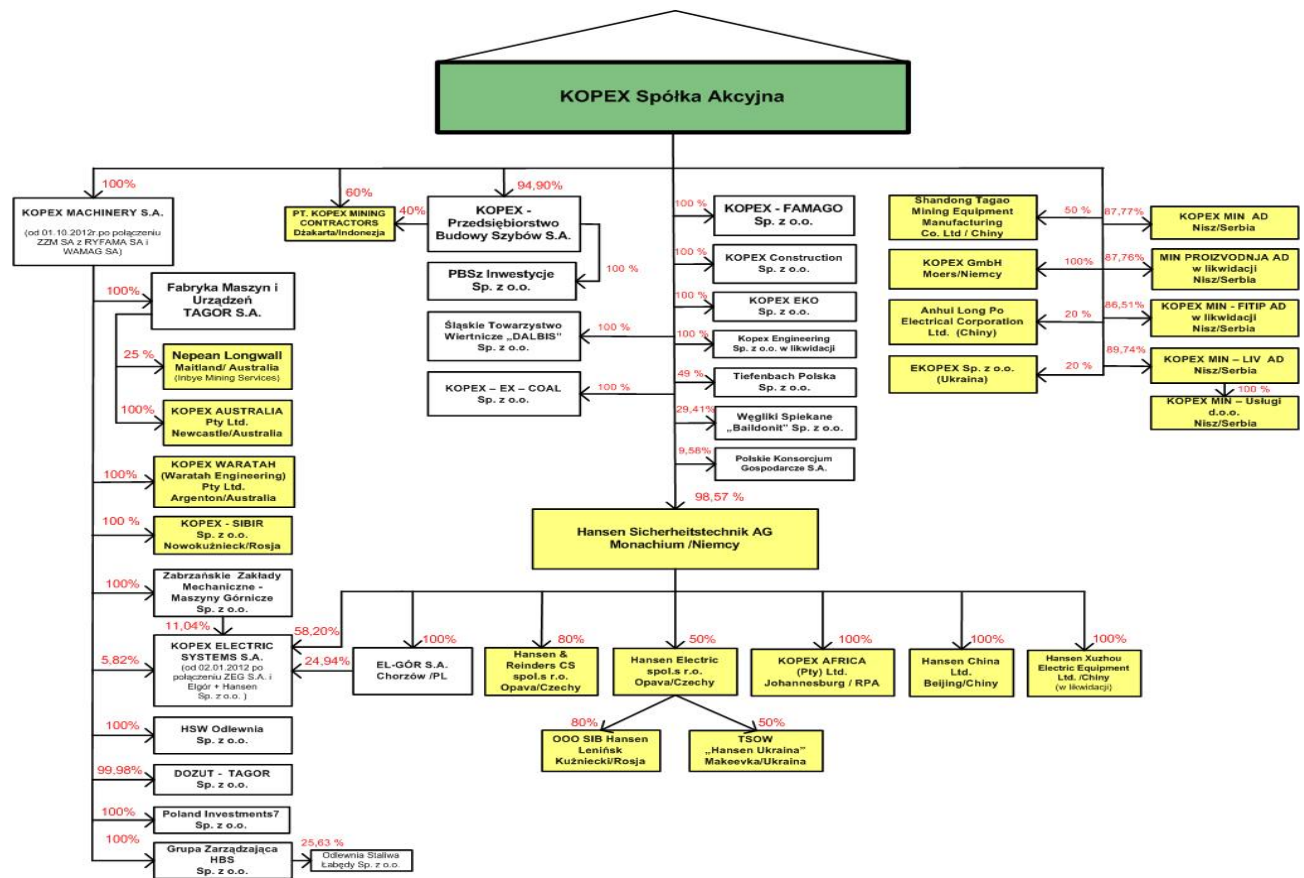 KOPEX Spółka Akcyjna
100%
KOPEX MACHINERY S.A.
(od 01.10.2012r.po połączeniu
ZZM SA z RYFAMA SA i
WAMAG SA)
100%
Fabryka Maszyn i
Urządzeń
TAGOR S.A.
25 %
Nepean Longwall
Maitland/ Australia
(Inbye Mining Services)
100%
KOPEX AUSTRALIA
Pty Ltd.
Newcastle/Australia
100%
KOPEX WARATAH
(Waratah Engineering)
Pty Ltd.
Argenton/Australia
100 %
KOPEX - SIBIR
Sp. z o.o.
Nowokuźnieck/Rosja
100%
Zabrzańskie Zakłady
Mechaniczne -
Maszyny Górnicze
Sp. z o.o.
11,04%
58,20%
5,82%
KOPEX ELECTRIC
SYSTEMS S.A.
(od 02.01.2012 po
połączeniu ZEG S.A. i
Elgór + Hansen
Sp. z o.o. )
24,94%
100%
HSW Odlewnia
Sp. z o.o.
99,98%
DOZUT - TAGOR
Sp. z o.o.
100%
Poland Investments7
Sp. z o.o.
100%
Grupa Zarządzająca
HBS
Sp. z o.o.
25,63 %
Odlewnia Staliwa
Łabędy Sp. z o.o.
60%
PT. KOPEX MINING
CONTRACTORS
Dżakarta/Indonezja
40%
94,90%
KOPEX -
Przedsiębiorstwo
Budowy Szybów S.A.
100 %
PBSz Inwestycje
Sp. z o.o.
Śląskie Towarzystwo
Wiertnicze „DALBIS”
Sp. z o.o.
100 %
KOPEX – EX – COAL
Sp. z o.o.
100 %
100 %
KOPEX - FAMAGO
Sp. z o.o.
100 %
KOPEX Construction
Sp. z o.o.
100 %
KOPEX EKO
Sp. z o.o.
100 %
Kopex Engineering
Sp. z o.o. w likwidacji
49 %
Tiefenbach Polska
Sp. z o.o.
29,41%
Węgliki Spiekane
„Baildonit” Sp. z o.o.
9,58%
Polskie Konsorcjum
Gospodarcze S.A.
Shandong Tagao
Mining Equipment
Manufacturing
Co. Ltd / Chiny
50 %
KOPEX GmbH
Moers/Niemcy
100%
Anhui Long Po
Electrical Corporation
Ltd. (Chiny)
20 %
EKOPEX Sp. z o.o.
(Ukraina)
20 %
87,77%
KOPEX MIN AD
Nisz/Serbia
87,76%
MIN PROIZVODNJA AD
w likwidacji
Nisz/Serbia
86,51%
KOPEX MIN - FITIP AD
w likwidacji
Nisz/Serbia
89,74%
KOPEX MIN – LIV AD
Nisz/Serbia
100 %
KOPEX MIN – Usługi
d.o.o.
Nisz/Serbia
98,57 %
Hansen Sicherheitstechnik AG
Monachium /Niemcy
100%
EL-GÓR S.A.
Chorzów /PL
80%
Hansen &
Reinders CS
spol.s r.o.
Opava/Czechy
50%
Hansen Electric
spol.s r.o.
Opava/Czechy
100%
KOPEX AFRICA
(Pty) Ltd.
Johannesburg / RPA
100%
Hansen China
Ltd.
Beijing/Chiny
100%
Hansen Xuzhou
Electric Equipment
Ltd. /Chiny
(w likwidacji)
80%
OOO SIB Hansen
Lenińsk
Kuźniecki/Rosja
50%
TSOW
„Hansen Ukraina”
Makeevka/Ukraina